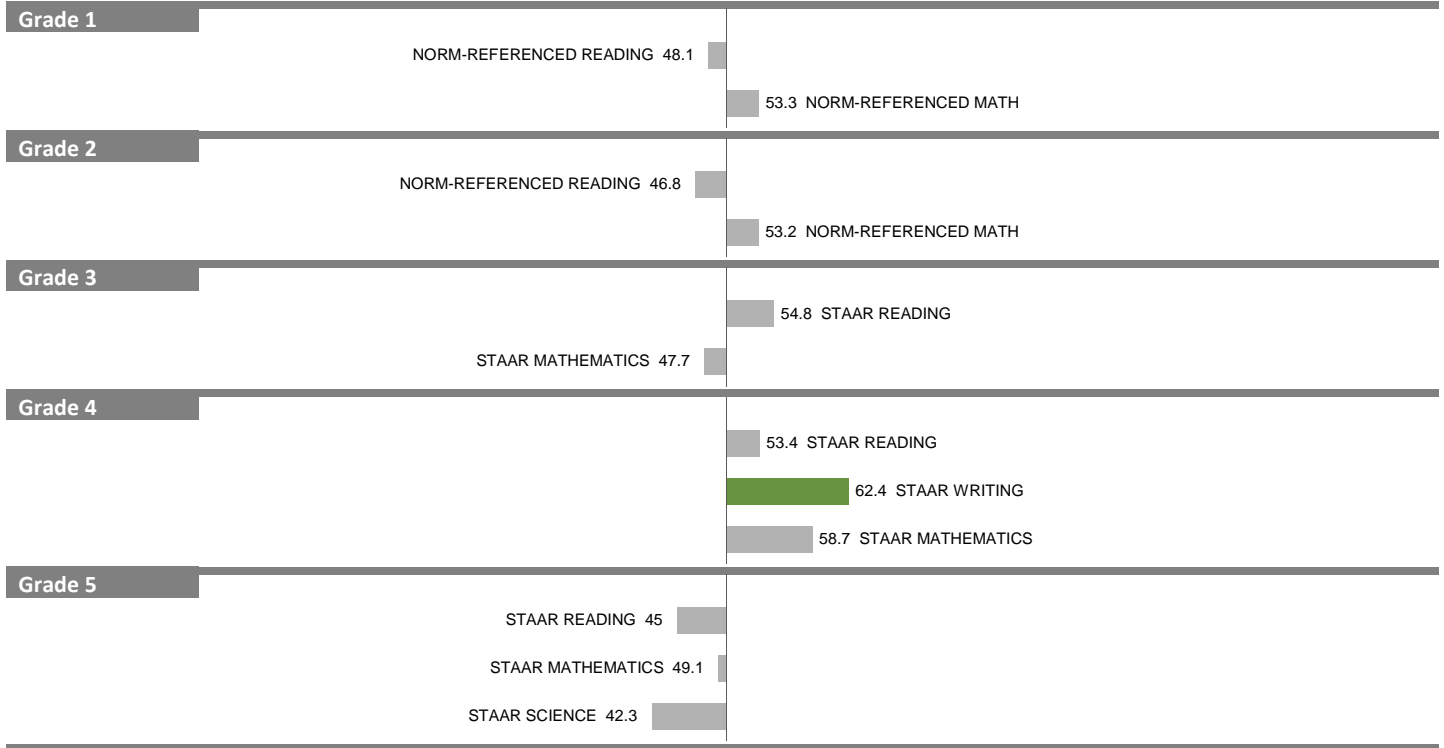 Grade 1
NORM-REFERENCED READING 48.1
53.3 NORM-REFERENCED MATH
Grade 2
NORM-REFERENCED READING 46.8
53.2 NORM-REFERENCED MATH
Grade 3
54.8 STAAR READING
STAAR MATHEMATICS 47.7
Grade 4
53.4 STAAR READING
62.4 STAAR WRITING
58.7 STAAR MATHEMATICS
Grade 5
STAAR READING 45
STAAR MATHEMATICS 49.1
STAAR SCIENCE 42.3